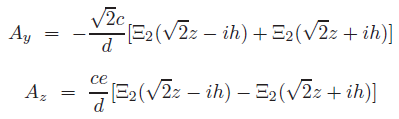 A_y = -\frac{\sqrt{2}c}{d}[\Xi_2(\sqrt{2}z - ih) + \Xi_2(\sqrt{2}z + ih)]
A_z = \frac{ce}{d}[\Xi_2(\sqrt{2}z - ih) - \Xi_2(\sqrt{2}z + ih)]